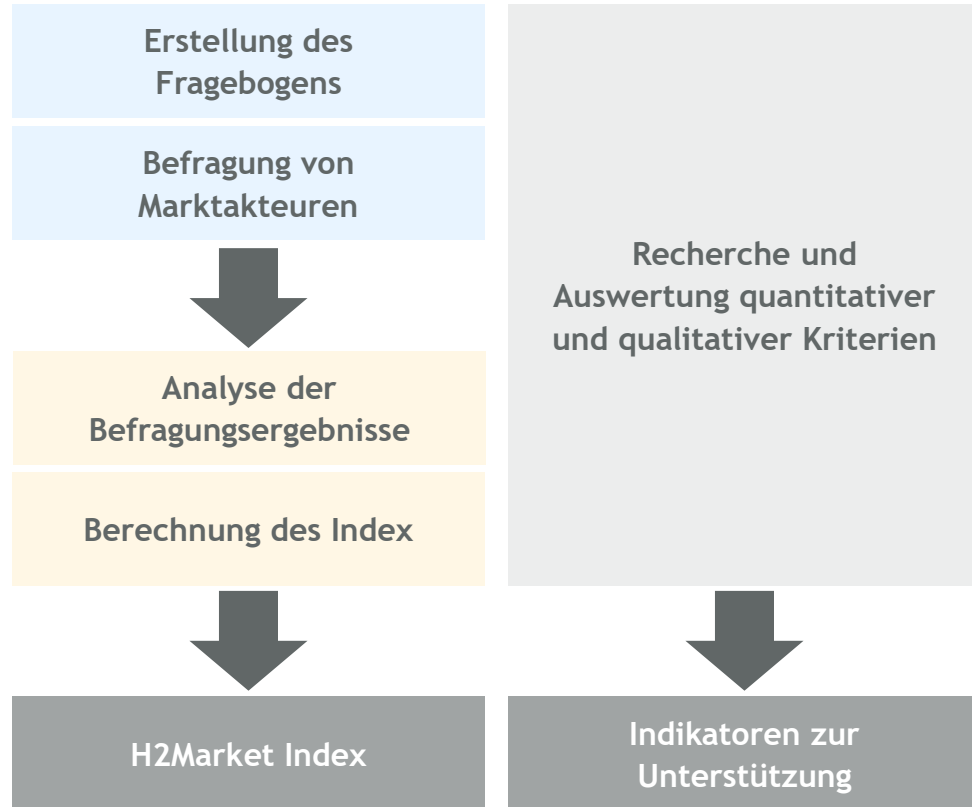 Erstellung des
Fragebogens
Befragung von
Marktakteuren
Analyse der
Befragungsergebnisse
Berechnung des Index
H2Market Index
Recherche und
Auswertung quantitativer
und qualitativer Kriterien
Indikatoren zur
Unterstützung